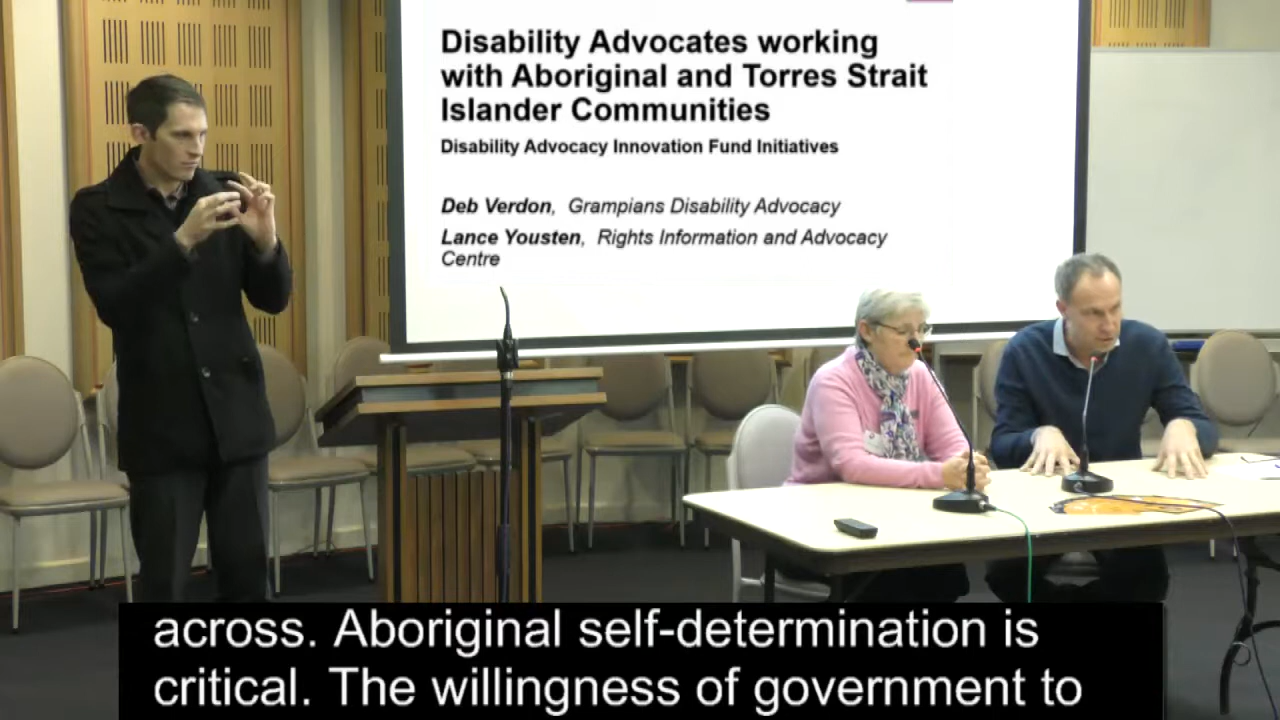 Disability Advocates working
with Aboriginal and Torres Strait
Islander Communities
Disability Advocacy Innovation Fund Initiatives
Deb Verdon, Grampians Disability Advocacy
Lance Yousten, Rights Information and Advocacy
Centre
across. Aboriginal self-determination is
critical. The willingness of government to